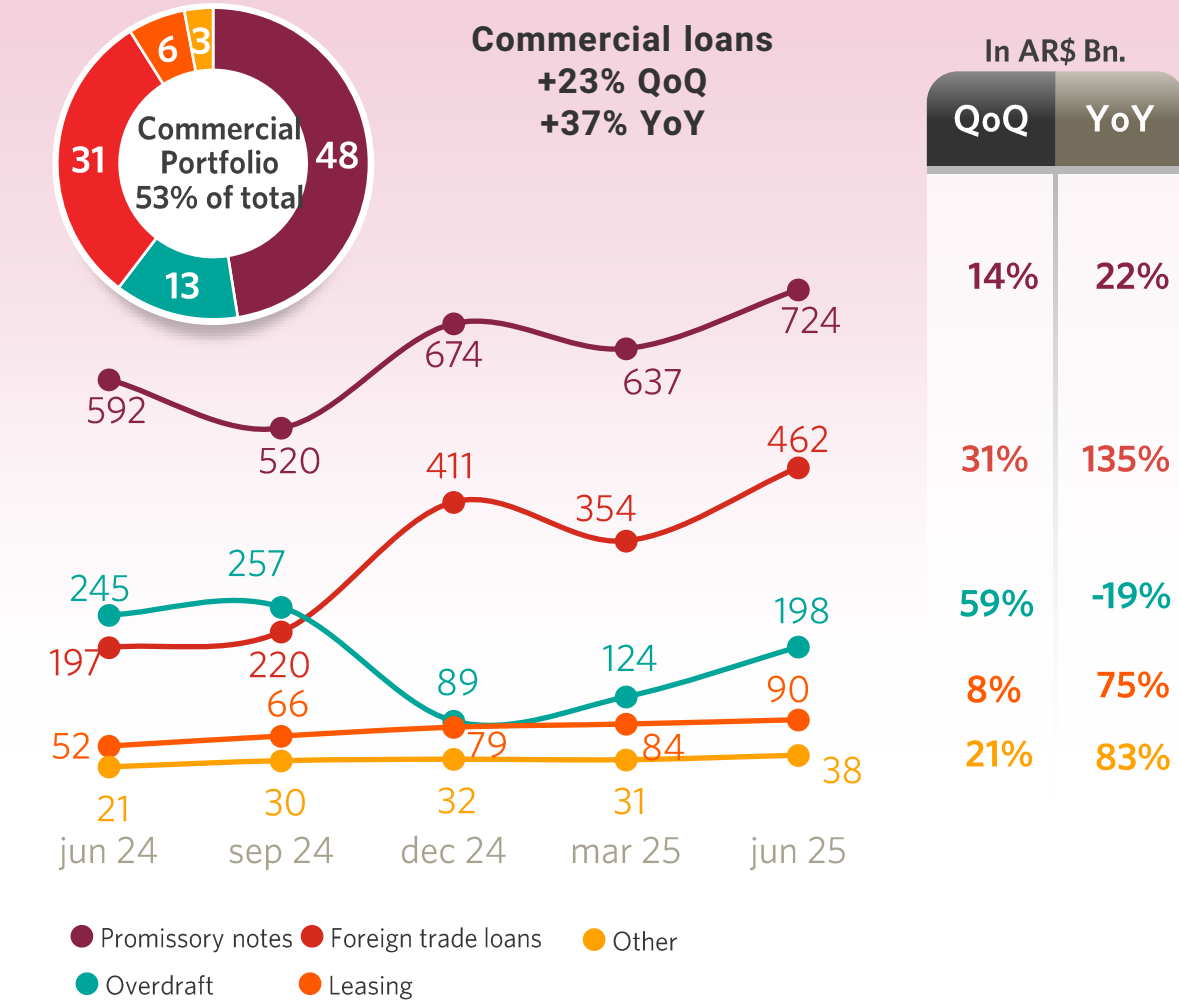 Commercial loans
+23% QoQ
+37% YoY
In AR$ Bn.
QoQ YoY
6 3
31 48
13
Commercial
Portfolio
53% of total
14% 22%
31% 135%
59% -19%
8% 75%
21% 83%
592 520 674 637 724
197 220 411 354 462
245 257 89 124 198
52 66 79 84 90
21 30 32 31 38
jun 24 sep 24 dec 24 mar 25 jun 25
Promissory notes Foreign trade loans Other
Overdraft Leasing